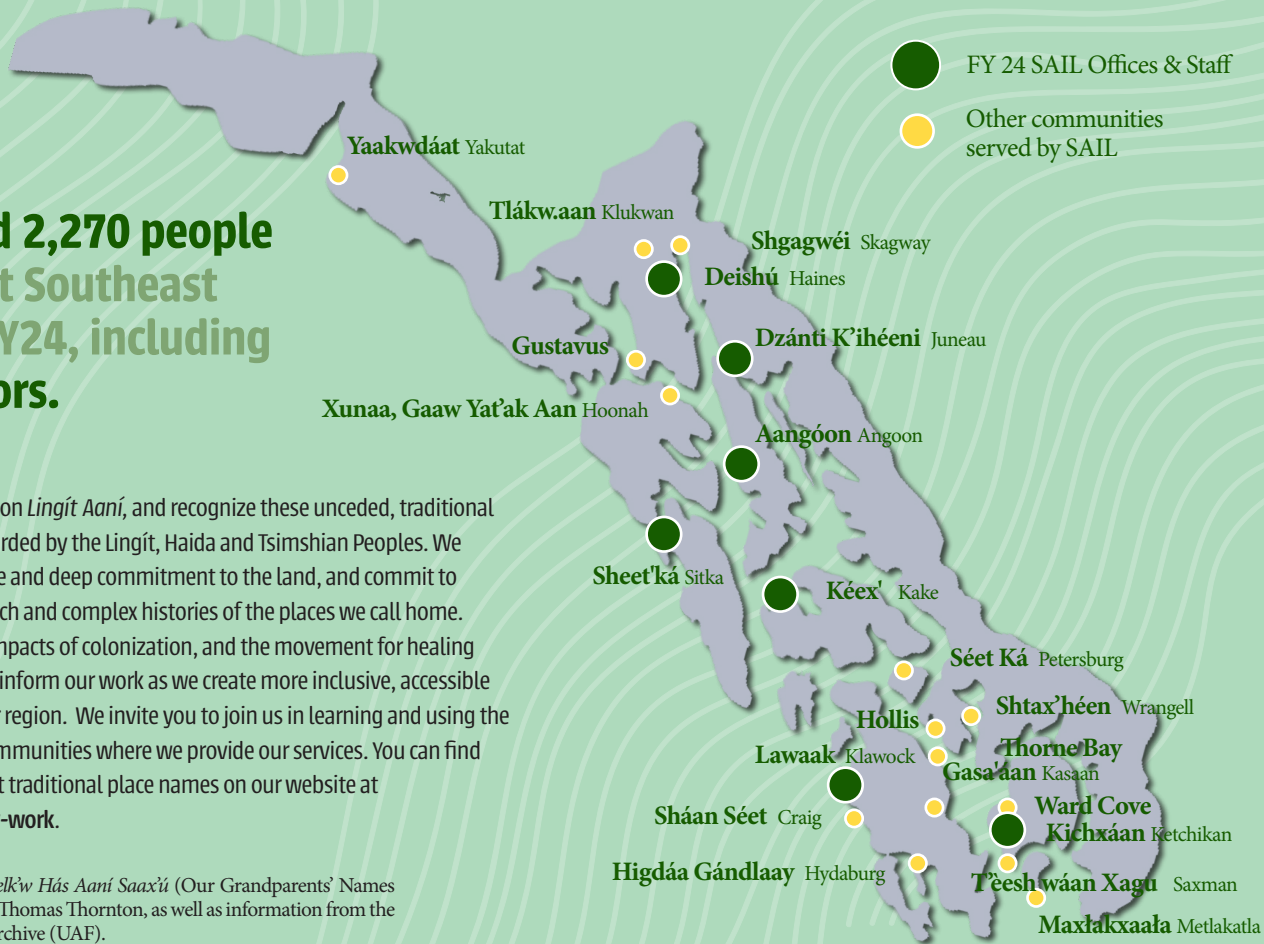 FY 24 SAIL Offices & Staff
Other communities
served by SAIL
Yaakwdáat Yakutat
Tlákw.aan Klukwan
Shgagwéi Skagway
Deishú Haines
Dzánti K'ihéeni Juneau
Gustavus
Xunaa, Gaaw Yat'ak Aan Hoonah
Aangóon Angoon
Sheet'ká Sitka
Kéex' Kake
Séet Ká Petersburg
Shtax'héen Wrangell
Hollis
Thorne Bay
Lawaak Klawock
Gasa'áan Kasaan
Sháan Séet Craig
Ward Cove
Kichxáan Ketchikan
Higdáa Gándlaay Hydaburg
T'èesh wáan Xagu Saxman
Maxłakxaała Metlakatla
2,270 people
t Southeast
Y24, including
ors.
on Lingít Aaní, and recognize these unceded, traditional
rded by the Lingít, Haida and Tsimshian Peoples. We
e and deep commitment to the land, and commit to
ch and complex histories of the places we call home.
mpacts of colonization, and the movement for healing
inform our work as we create more inclusive, accessible
region. We invite you to join us in learning and using the
mmunities where we provide our services. You can find
t traditional place names on our website at
-work.
elk'w Hás Aaní Saax'ú (Our Grandparents' Names
Thomas Thornton, as well as information from the
rchive (UAF).